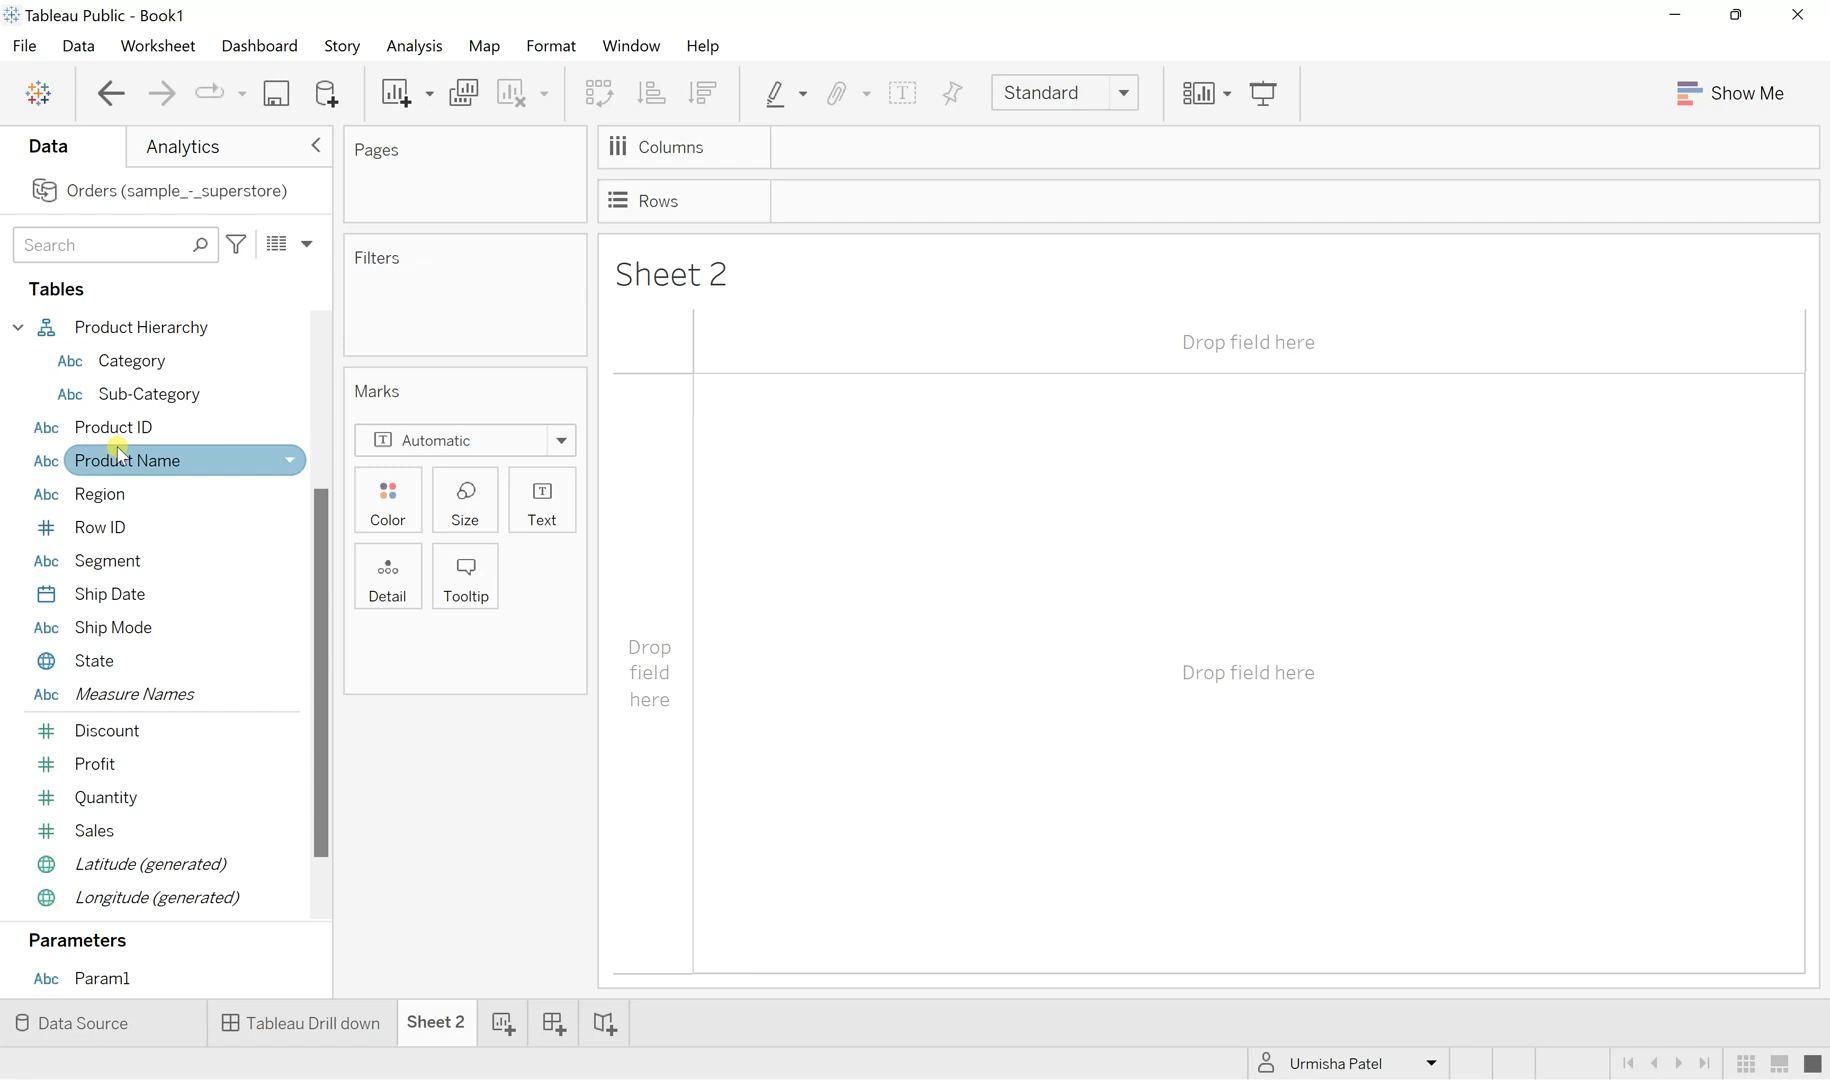 Tableau Public - Book1
File Data Worksheet Dashboard Story Analysis Map Format Window Help
Standard
Show Me
Data Analytics
Orders (sample_-_superstore)
Search
Tables
Product Hierarchy
Abc Category
Abc Sub-Category
Abc Product ID
Abc Product Name
Abc Region
Row ID
Abc Segment
Ship Date
Abc Ship Mode
State
Abc Measure Names
Discount
Profit
Quantity
Sales
Latitude (generated)
Longitude (generated)
Parameters
Abc Param1
Pages
Filters
Marks
Automatic
Color Size Text
Detail Tooltip
Columns
Rows
Sheet 2
Drop field here
Drop
field
here
Drop field here
Data Source Tableau Drill down Sheet 2
Urmisha Patel